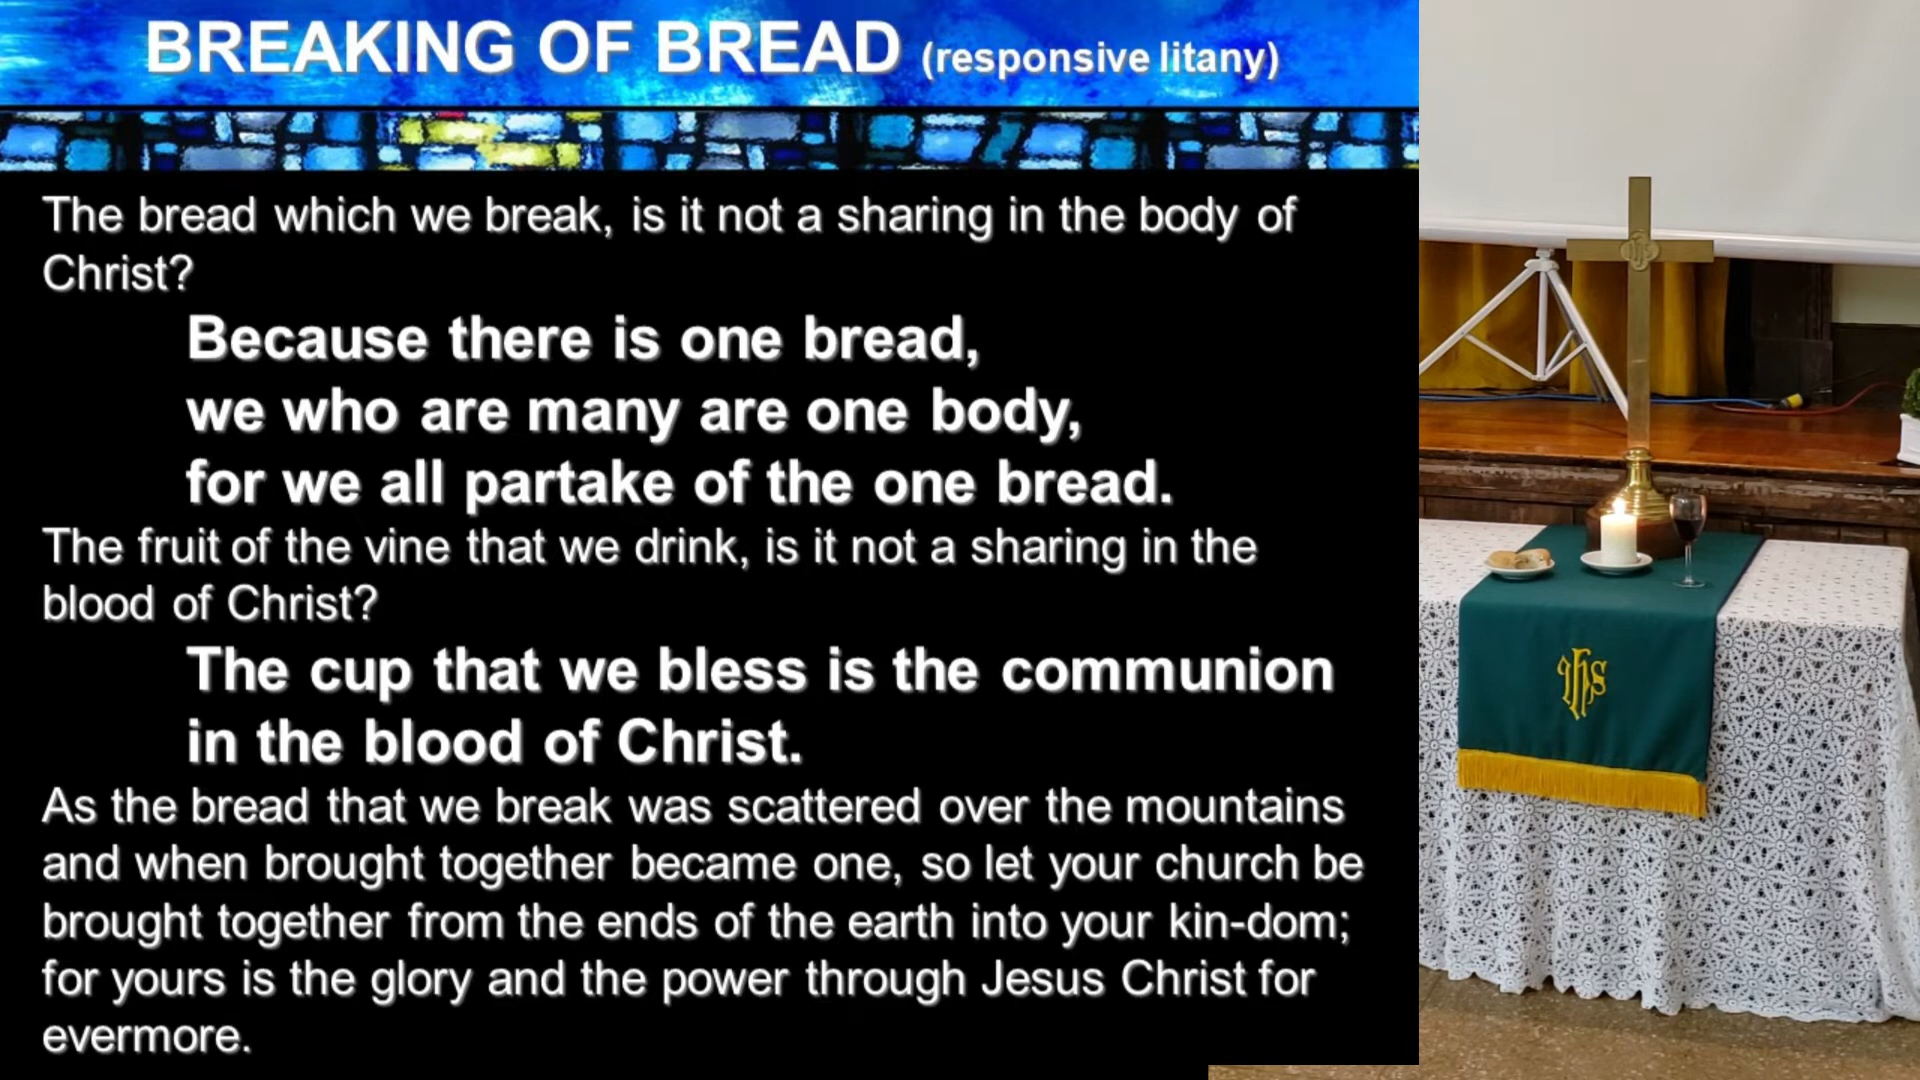 BREAKING OF BREAD (responsive litany)
The bread which we break, is it not a sharing in the body of
Christ?
Because there is one bread,
we who are many are one body,
for we all partake of the one bread.
The fruit of the vine that we drink, is it not a sharing in the
blood of Christ?
The cup that we bless is the communion
in the blood of Christ.
As the bread that we break was scattered over the mountains
and when brought together became one, so let your church be
brought together from the ends of the earth into your kin-dom;
for yours is the glory and the power through Jesus Christ for
evermore.
IHS
IHS